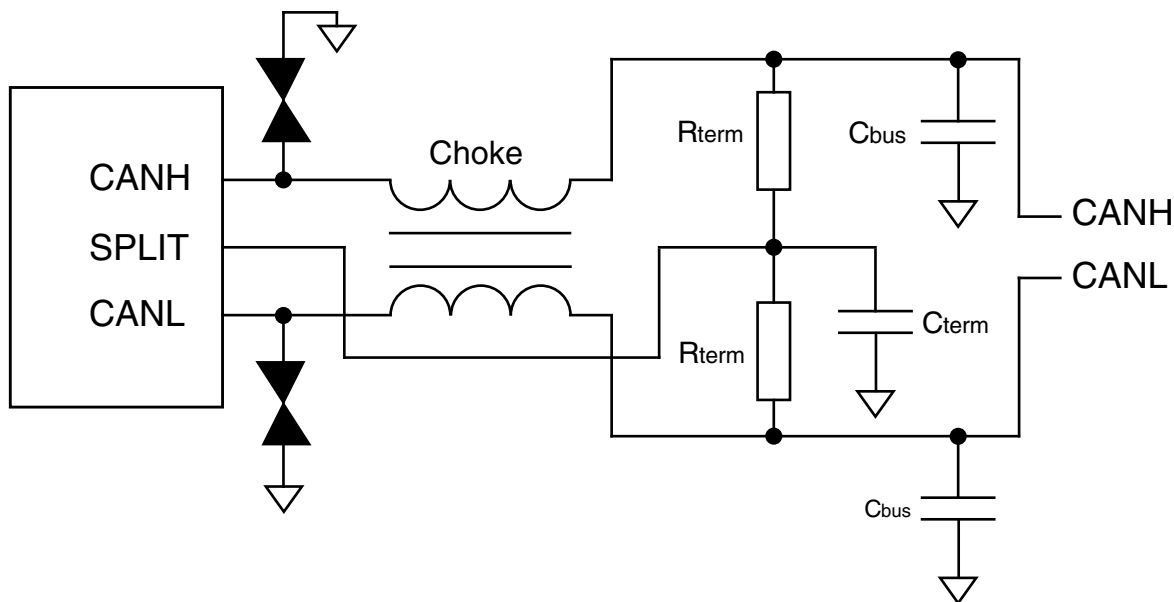 Choke
CANH
SPLIT
CANL
Rterm
Cbus
CANH
CANL
Cterm
Rterm
Cbus